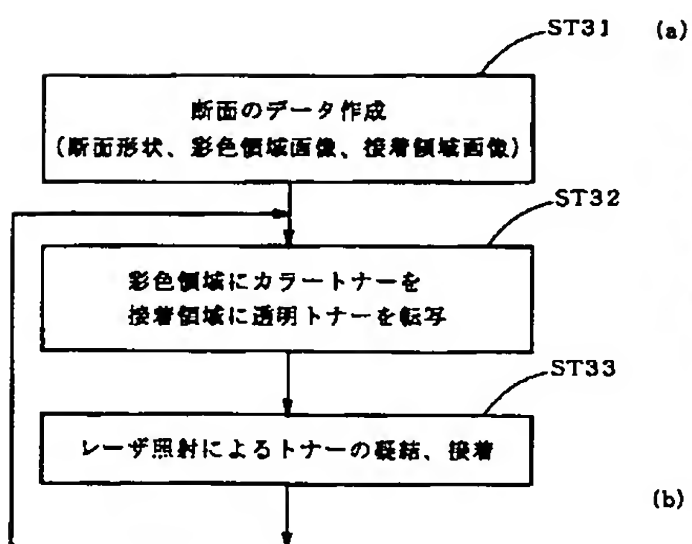 ST31 (a)
断面のデータ作成
(断面形状、彩色領域画像、接着領域画像)
ST32
彩色領域にカラートナーを
接着領域に透明トナーを転写
ST33
レーザ照射によるトナーの凝結、接着
(b)